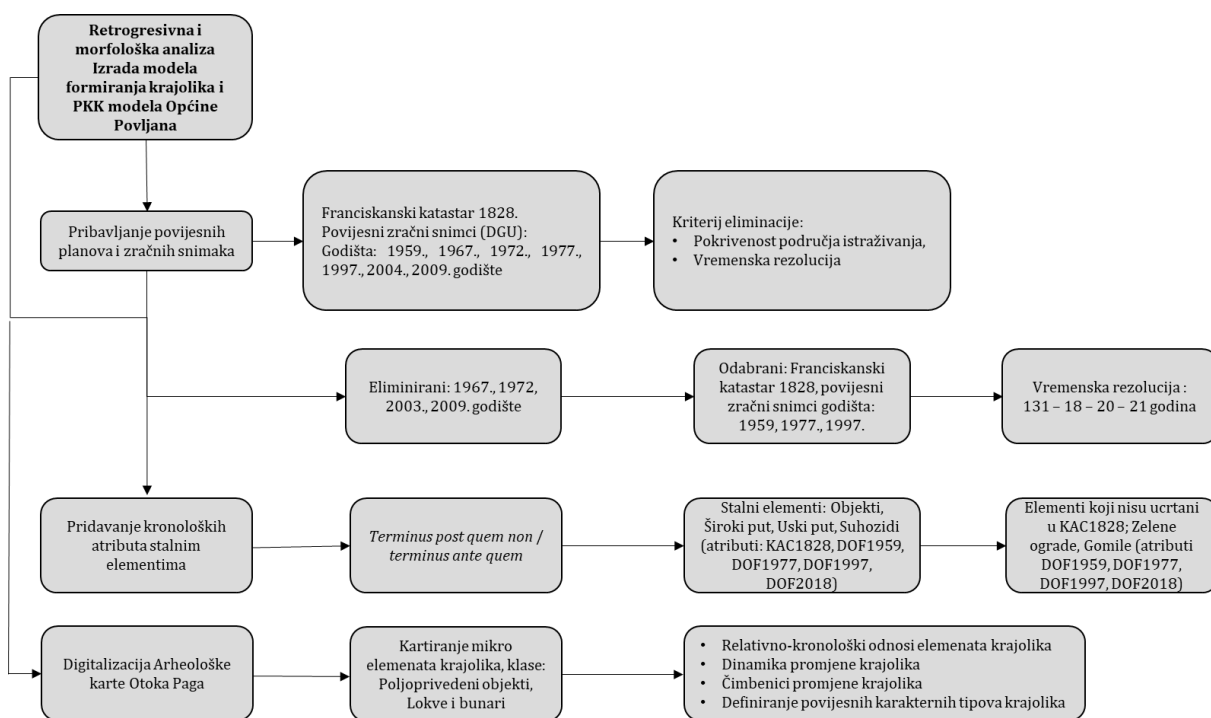 Retrogresivna i
morfološka analiza
Izrada modela
formiranja krajolika i
PKK modela Općine
Povljana
Pribavljanje povijesnih
planova i zračnih snimaka
Franciskanski katastar 1828.
Povijesni zračni snimci (DGU):
Godišta: 1959., 1967., 1972., 1977.,
1997., 2004., 2009. godište
Kriterij eliminacije:
• Pokrivenost područja istraživanja,
• Vremenska rezolucija
Eliminirani: 1967., 1972,
2003., 2009. godište
Odabrani: Franciskanski
katastar 1828, povijesni
zračni snimci godišta:
1959, 1977., 1997.
Vremenska rezolucija :
131 – 18 – 20 – 21 godina
Pridavanje kronoloških
atributa stalnim
elementima
Terminus post quem non /
terminus ante quem
Stalni elementi: Objekti,
Široki put, Uski put, Suhozidi
(atributi: KAC1828, DOF1959,
DOF1977, DOF1997,
DOF2018)
Elementi koji nisu ucrtani
u KAC1828; Zelene
ograde, Gomile (atributi
DOF1959, DOF1977,
DOF1997, DOF2018)
Digitalizacija Arheološke
karte Otoka Paga
Kartiranje mikro
elemenata krajolika, klase:
Poljoprivedeni objekti,
Lokve i bunari
• Relativno-kronološki odnosi elemenata krajolika
• Dinamika promjene krajolika
• Čimbenici promjene krajolika
• Definiranje povijesnih karakternih tipova krajolika